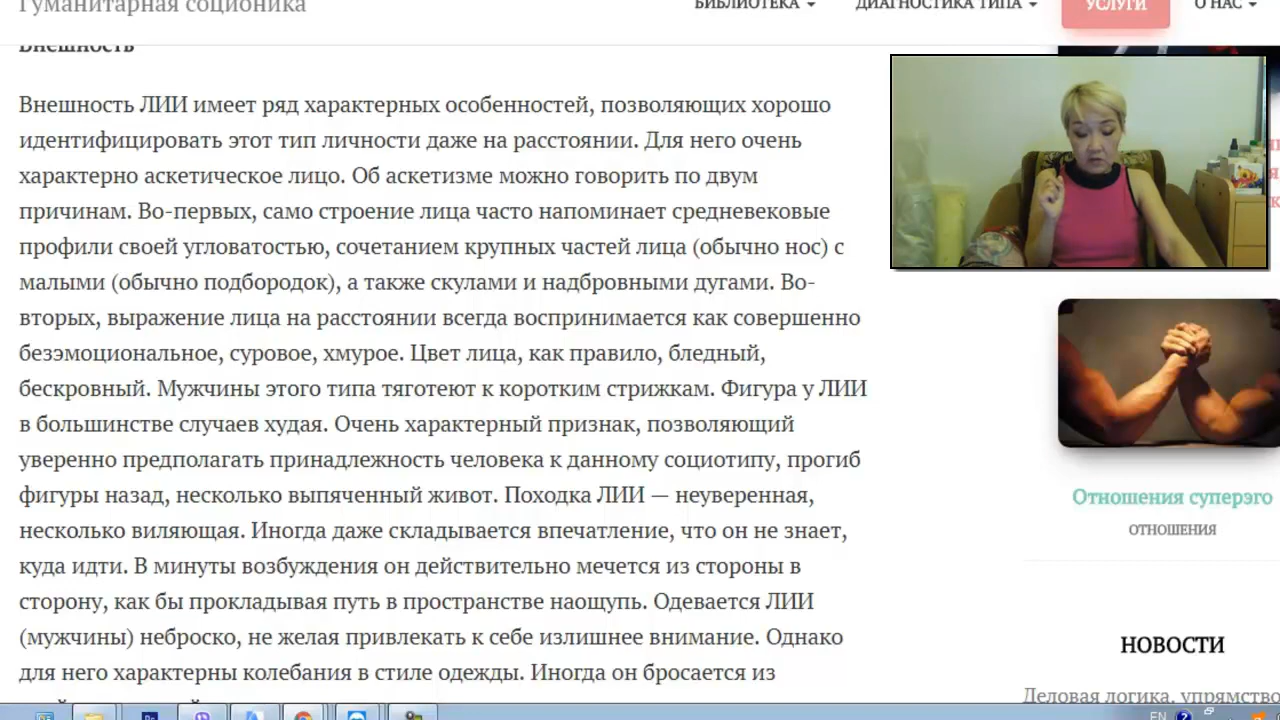 Гуманитарная соционика
БИБЛИОТЕКА
ДИАГНОСТИКА ТИПА
УСЛУГИ
О НАС
Внешность
Внешность ЛИИ имеет ряд характерных особенностей, позволяющих хорошо
идентифицировать этот тип личности даже на расстоянии. Для него очень
характерно аскетическое лицо. Об аскетизме можно говорить по двум
причинам. Во-первых, само строение лица часто напоминает средневековые
профили своей угловатостью, сочетанием крупных частей лица (обычно нос) с
малыми (обычно подбородок), а также скулами и надбровными дугами. Во-
вторых, выражение лица на расстоянии всегда воспринимается как совершенно
безэмоциональное, суровое, хмурое. Цвет лица, как правило, бледный,
бескровный. Мужчины этого типа тяготеют к коротким стрижкам. Фигура у ЛИИ
в большинстве случаев худая. Очень характерный признак, позволяющий
уверенно предполагать принадлежность человека к данному социотипу, прогиб
фигуры назад, несколько выпяченный живот. Походка ЛИИ — неуверенная,
несколько виляющая. Иногда даже складывается впечатление, что он не знает,
куда идти. В минуты возбуждения он действительно мечется из стороны в
сторону, как бы прокладывая путь в пространстве наощупь. Одевается ЛИИ
(мужчины) неброско, не желая привлекать к себе излишнее внимание. Однако
для него характерны колебания в стиле одежды. Иногда он бросается из
Отношения суперэго
ОТНОШЕНИЯ
НОВОСТИ
Деловая логика, упрямство
EN